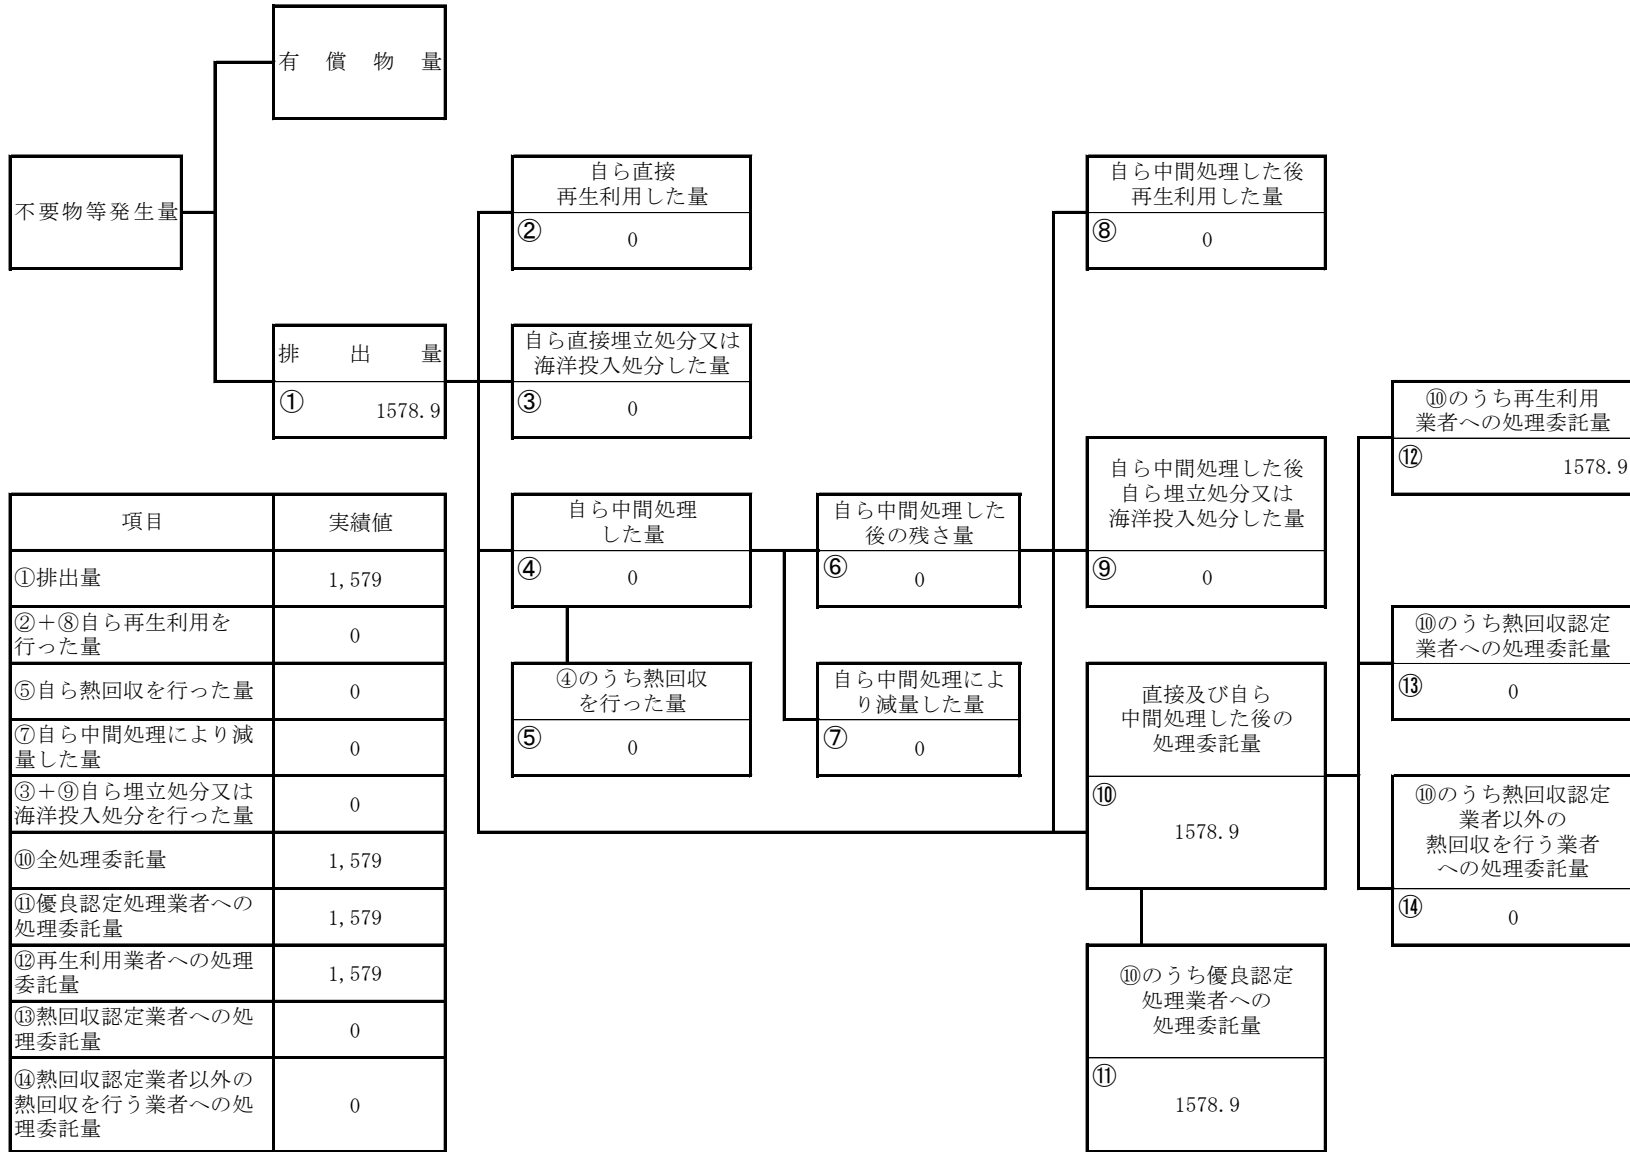 有償物量
不要物等発生量
排出量
①
1578.9
自ら直接
再生利用した量
②
0
自ら直接埋立処分又は
海洋投入処分した量
③
0
自ら中間処理
した量
④
0
④のうち熱回収
を行った量
⑤
0
自ら中間処理した
後の残さ量
⑥
0
自ら中間処理によ
り減量した量
⑦
0
自ら中間処理した後
再生利用した量
⑧
0
自ら中間処理した後
自ら埋立処分又は
海洋投入処分した量
⑨
0
直接及び自ら
中間処理した後の
処理委託量
⑩
1578.9
⑩のうち優良認定
処理業者への
処理委託量
⑪
1578.9
⑩のうち再生利用
業者への処理委託量
⑫
1578.9
⑩のうち熱回収認定
業者への処理委託量
⑬
0
⑩のうち熱回収認定
業者以外の
熱回収を行う業者
への処理委託量
⑭
0
項目 実績値
①排出量 1,579
②+⑧自ら再生利用を
行った量 0
⑤自ら熱回収を行った量 0
⑦自ら中間処理により減
量した量 0
③+⑨自ら埋立処分又は
海洋投入処分を行った量 0
⑩全処理委託量 1,579
⑪優良認定処理業者への
処理委託量 1,579
⑫再生利用業者への処理
委託量 1,579
⑬熱回収認定業者への処
理委託量 0
⑭熱回収認定業者以外の
熱回収を行う業者への処
理委託量 0